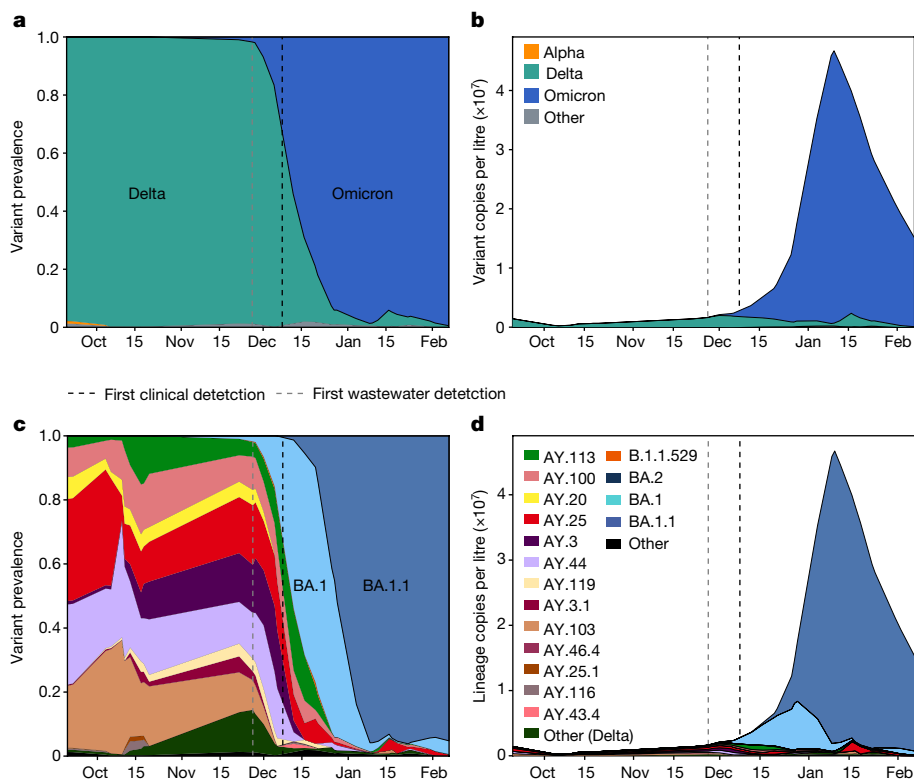 a
b
1.0
0.8
0.6
0.4
0.2
0
Variant prevalence
Delta
Omicron
Oct 15 Nov 15 Dec 15 Jan 15 Feb
Variant copies per litre (×10⁷)
4
3
2
1
0
Alpha
Delta
Omicron
Other
Oct 15 Nov 15 Dec 15 Jan 15 Feb
First clinical detetction First wastewater detetction
c
d
1.0
0.8
0.6
0.4
0.2
0
Variant prevalence
BA.1
BA.1.1
Oct 15 Nov 15 Dec 15 Jan 15 Feb
Lineage copies per litre (×10⁷)
4
3
2
1
0
AY.113
AY.100
AY.20
AY.25
AY.3
AY.44
AY.119
AY.3.1
AY.103
AY.46.4
AY.25.1
AY.116
AY.43.4
Other (Delta)
B.1.1.529
BA.2
BA.1
BA.1.1
Other
Oct 15 Nov 15 Dec 15 Jan 15 Feb